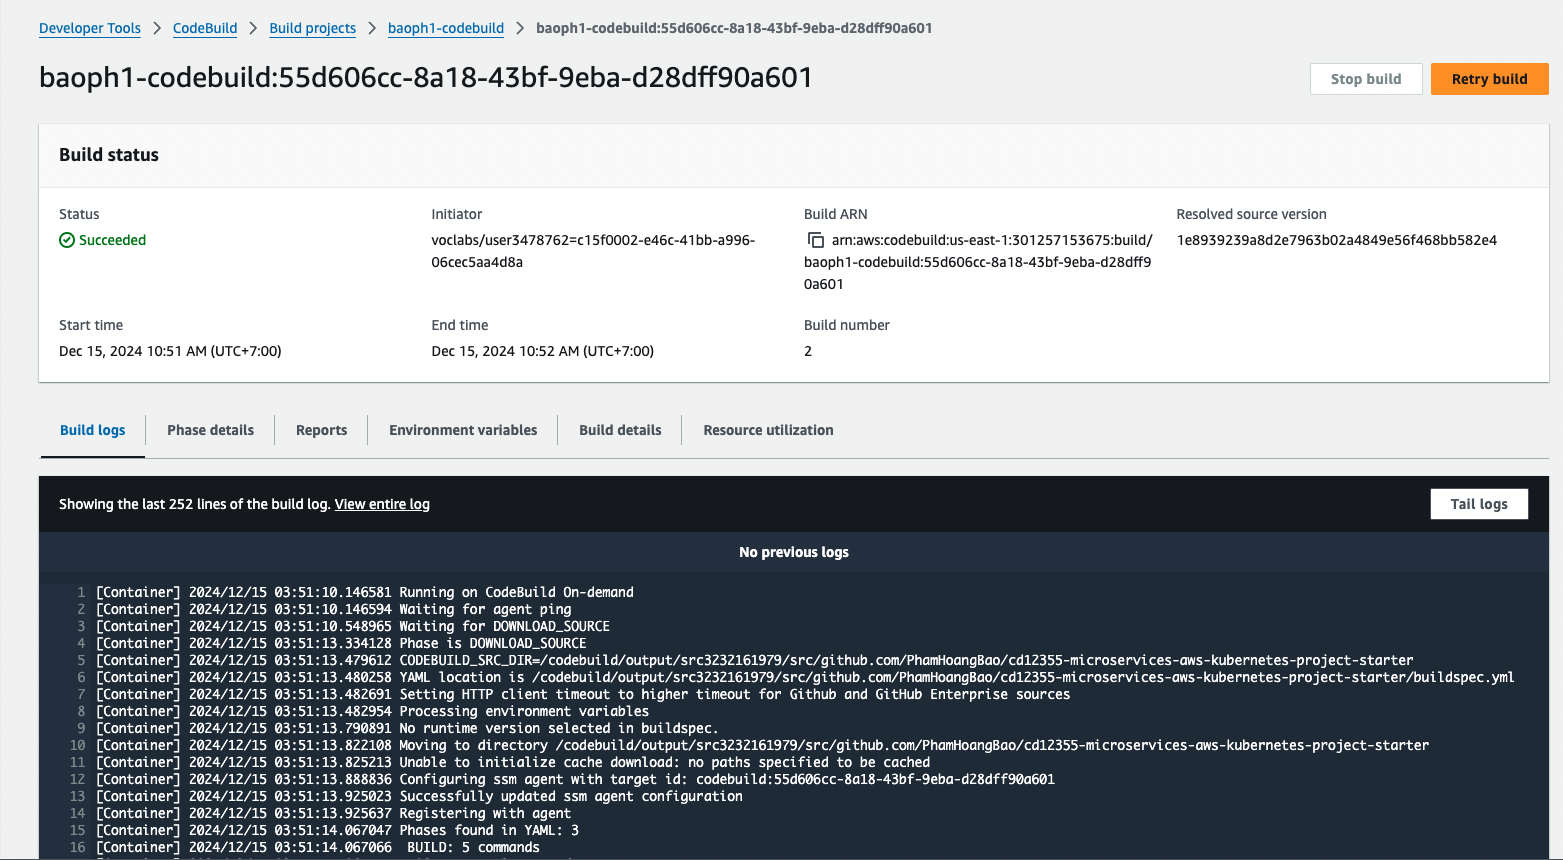 Developer Tools > CodeBuild > Build projects > baoph1-codebuild > baoph1-codebuild:55d606cc-8a18-43bf-9eba-d28dff90a601
baoph1-codebuild:55d606cc-8a18-43bf-9eba-d28dff90a601
Stop build
Retry build
Build status
Status
Succeeded
Initiator
voclabs/user3478762=c15f0002-e46c-41bb-a996-
06cec5aa4d8a
Build ARN
arn:aws:codebuild:us-east-1:301257153675:build/
baoph1-codebuild:55d606cc-8a18-43bf-9eba-d28dff9
0a601
Resolved source version
1e8939239a8d2e7963b02a4849e56f468bb582e4
Start time
Dec 15, 2024 10:51 AM (UTC+7:00)
End time
Dec 15, 2024 10:52 AM (UTC+7:00)
Build number
2
Build logs
Phase details
Reports
Environment variables
Build details
Resource utilization
Showing the last 252 lines of the build log. View entire log
Tail logs
No previous logs
1 [Container] 2024/12/15 03:51:10.146581 Running on CodeBuild On-demand
2 [Container] 2024/12/15 03:51:10.146594 Waiting for agent ping
3 [Container] 2024/12/15 03:51:10.548965 Waiting for DOWNLOAD_SOURCE
4 [Container] 2024/12/15 03:51:13.334128 Phase is DOWNLOAD_SOURCE
5 [Container] 2024/12/15 03:51:13.479612 CODEBUILD_SRC_DIR=/codebuild/output/src3232161979/src/github.com/PhamHoangBao/cd12355-microservices-aws-kubernetes-project-starter
6 [Container] 2024/12/15 03:51:13.480258 YAML location is /codebuild/output/src3232161979/src/github.com/PhamHoangBao/cd12355-microservices-aws-kubernetes-project-starter/buildspec.yml
7 [Container] 2024/12/15 03:51:13.482691 Setting HTTP client timeout to higher timeout for Github and GitHub Enterprise sources
8 [Container] 2024/12/15 03:51:13.482954 Processing environment variables
9 [Container] 2024/12/15 03:51:13.790891 No runtime version selected in buildspec.
10 [Container] 2024/12/15 03:51:13.822108 Moving to directory /codebuild/output/src3232161979/src/github.com/PhamHoangBao/cd12355-microservices-aws-kubernetes-project-starter
11 [Container] 2024/12/15 03:51:13.825213 Unable to initialize cache download: no paths specified to be cached
12 [Container] 2024/12/15 03:51:13.888836 Configuring ssm agent with target id: codebuild:55d606cc-8a18-43bf-9eba-d28dff90a601
13 [Container] 2024/12/15 03:51:13.925023 Successfully updated ssm agent configuration
14 [Container] 2024/12/15 03:51:13.925637 Registering with agent
15 [Container] 2024/12/15 03:51:14.067047 Phases found in YAML: 3
16 [Container] 2024/12/15 03:51:14.067066 BUILD: 5 commands